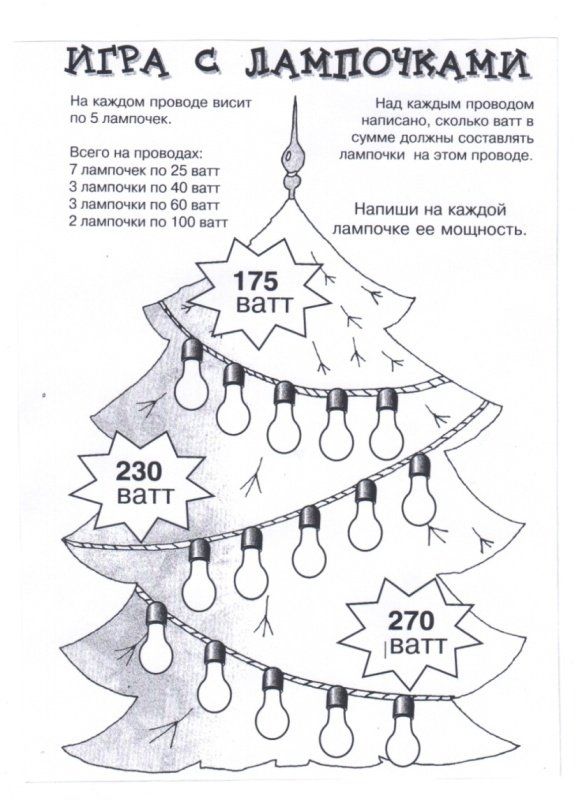 ИГРА С ЛАМПОЧКАМИ
На каждом проводе висит
по 5 лампочек.
Всего на проводах:
7 лампочек по 25 ватт
3 лампочки по 40 ватт
3 лампочки по 60 ватт
2 лампочки по 100 ватт
Над каждым проводом
написано, сколько ватт в
сумме должны составлять
лампочки на этом проводе.
Напиши на каждой
лампочке ее мощность.
175
ватт
230
ватт
270
ватт